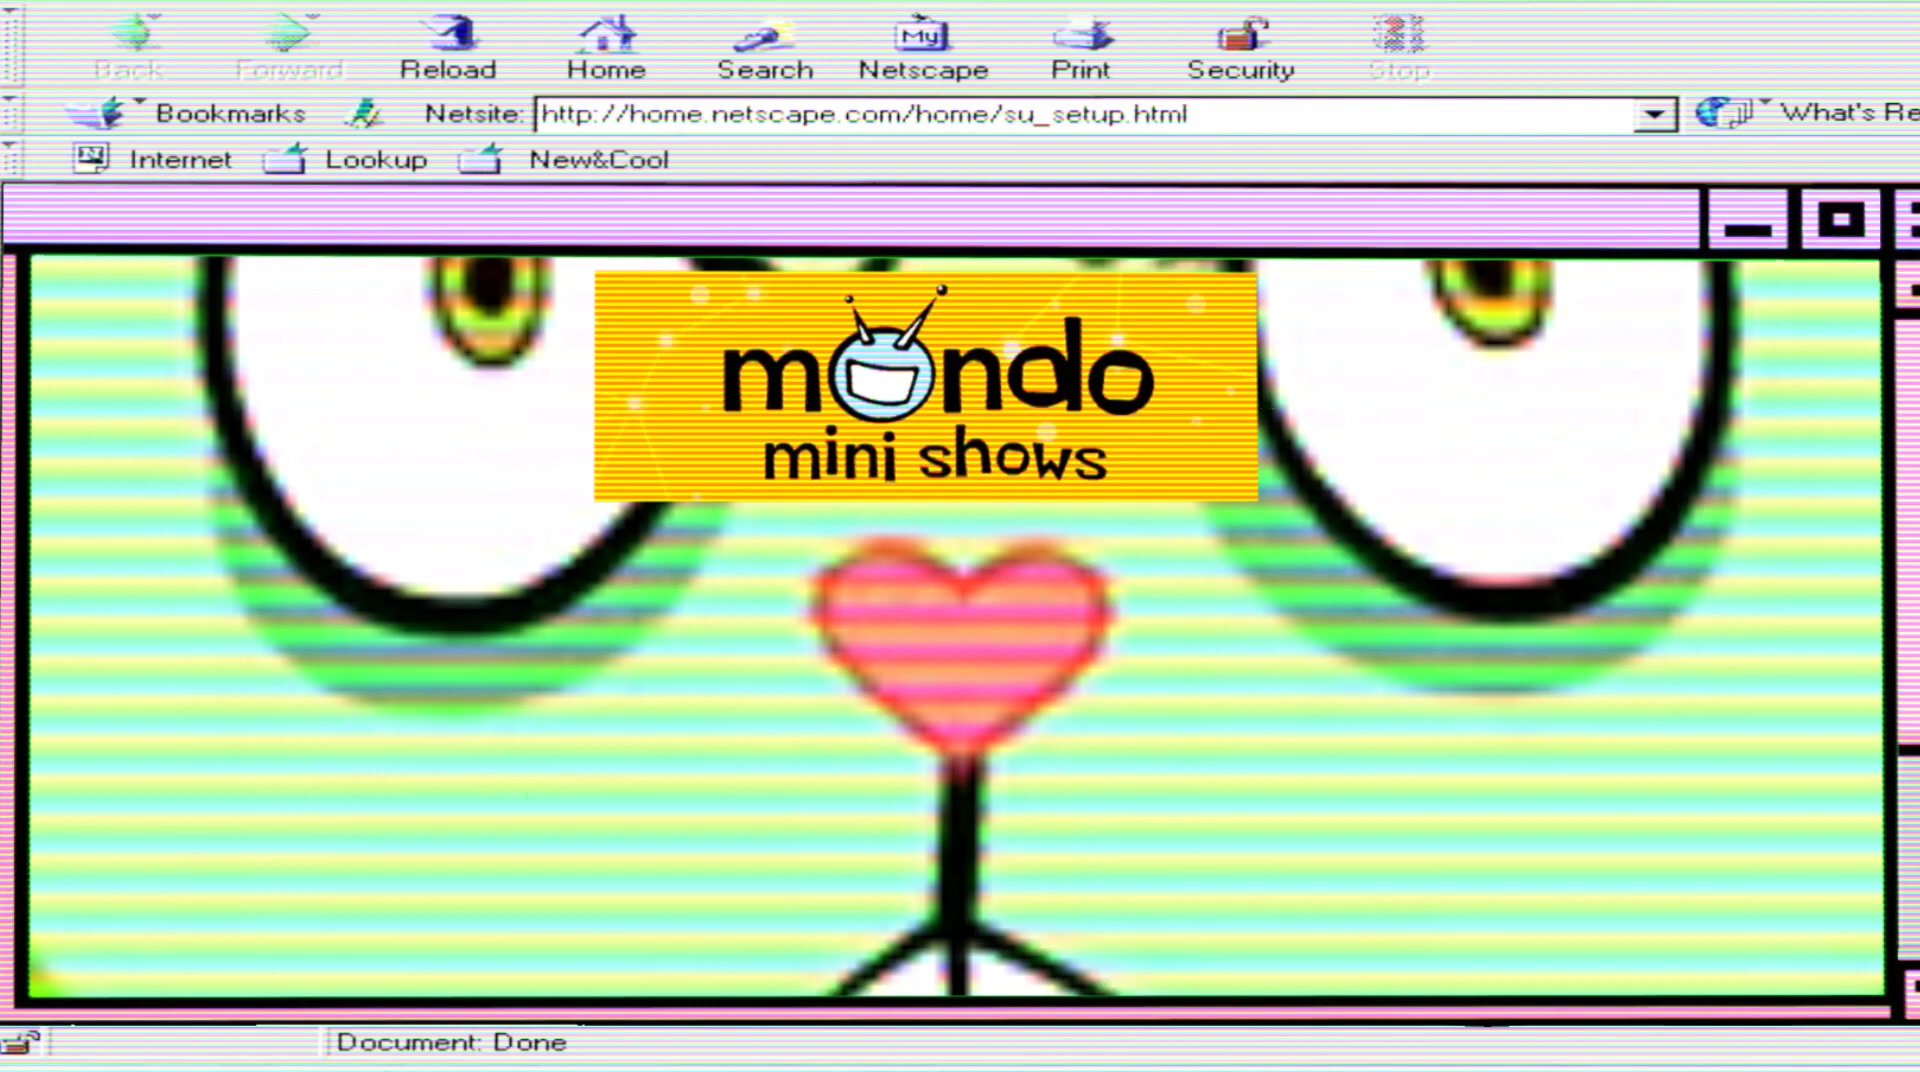 Back Forward Reload Home Search Netscape Print Security Stop
My
Bookmarks Netsite: http://home.netscape.com/home/su_setup.html What's Re
Internet Lookup New&Cool
mondo
mini shows
Document: Done